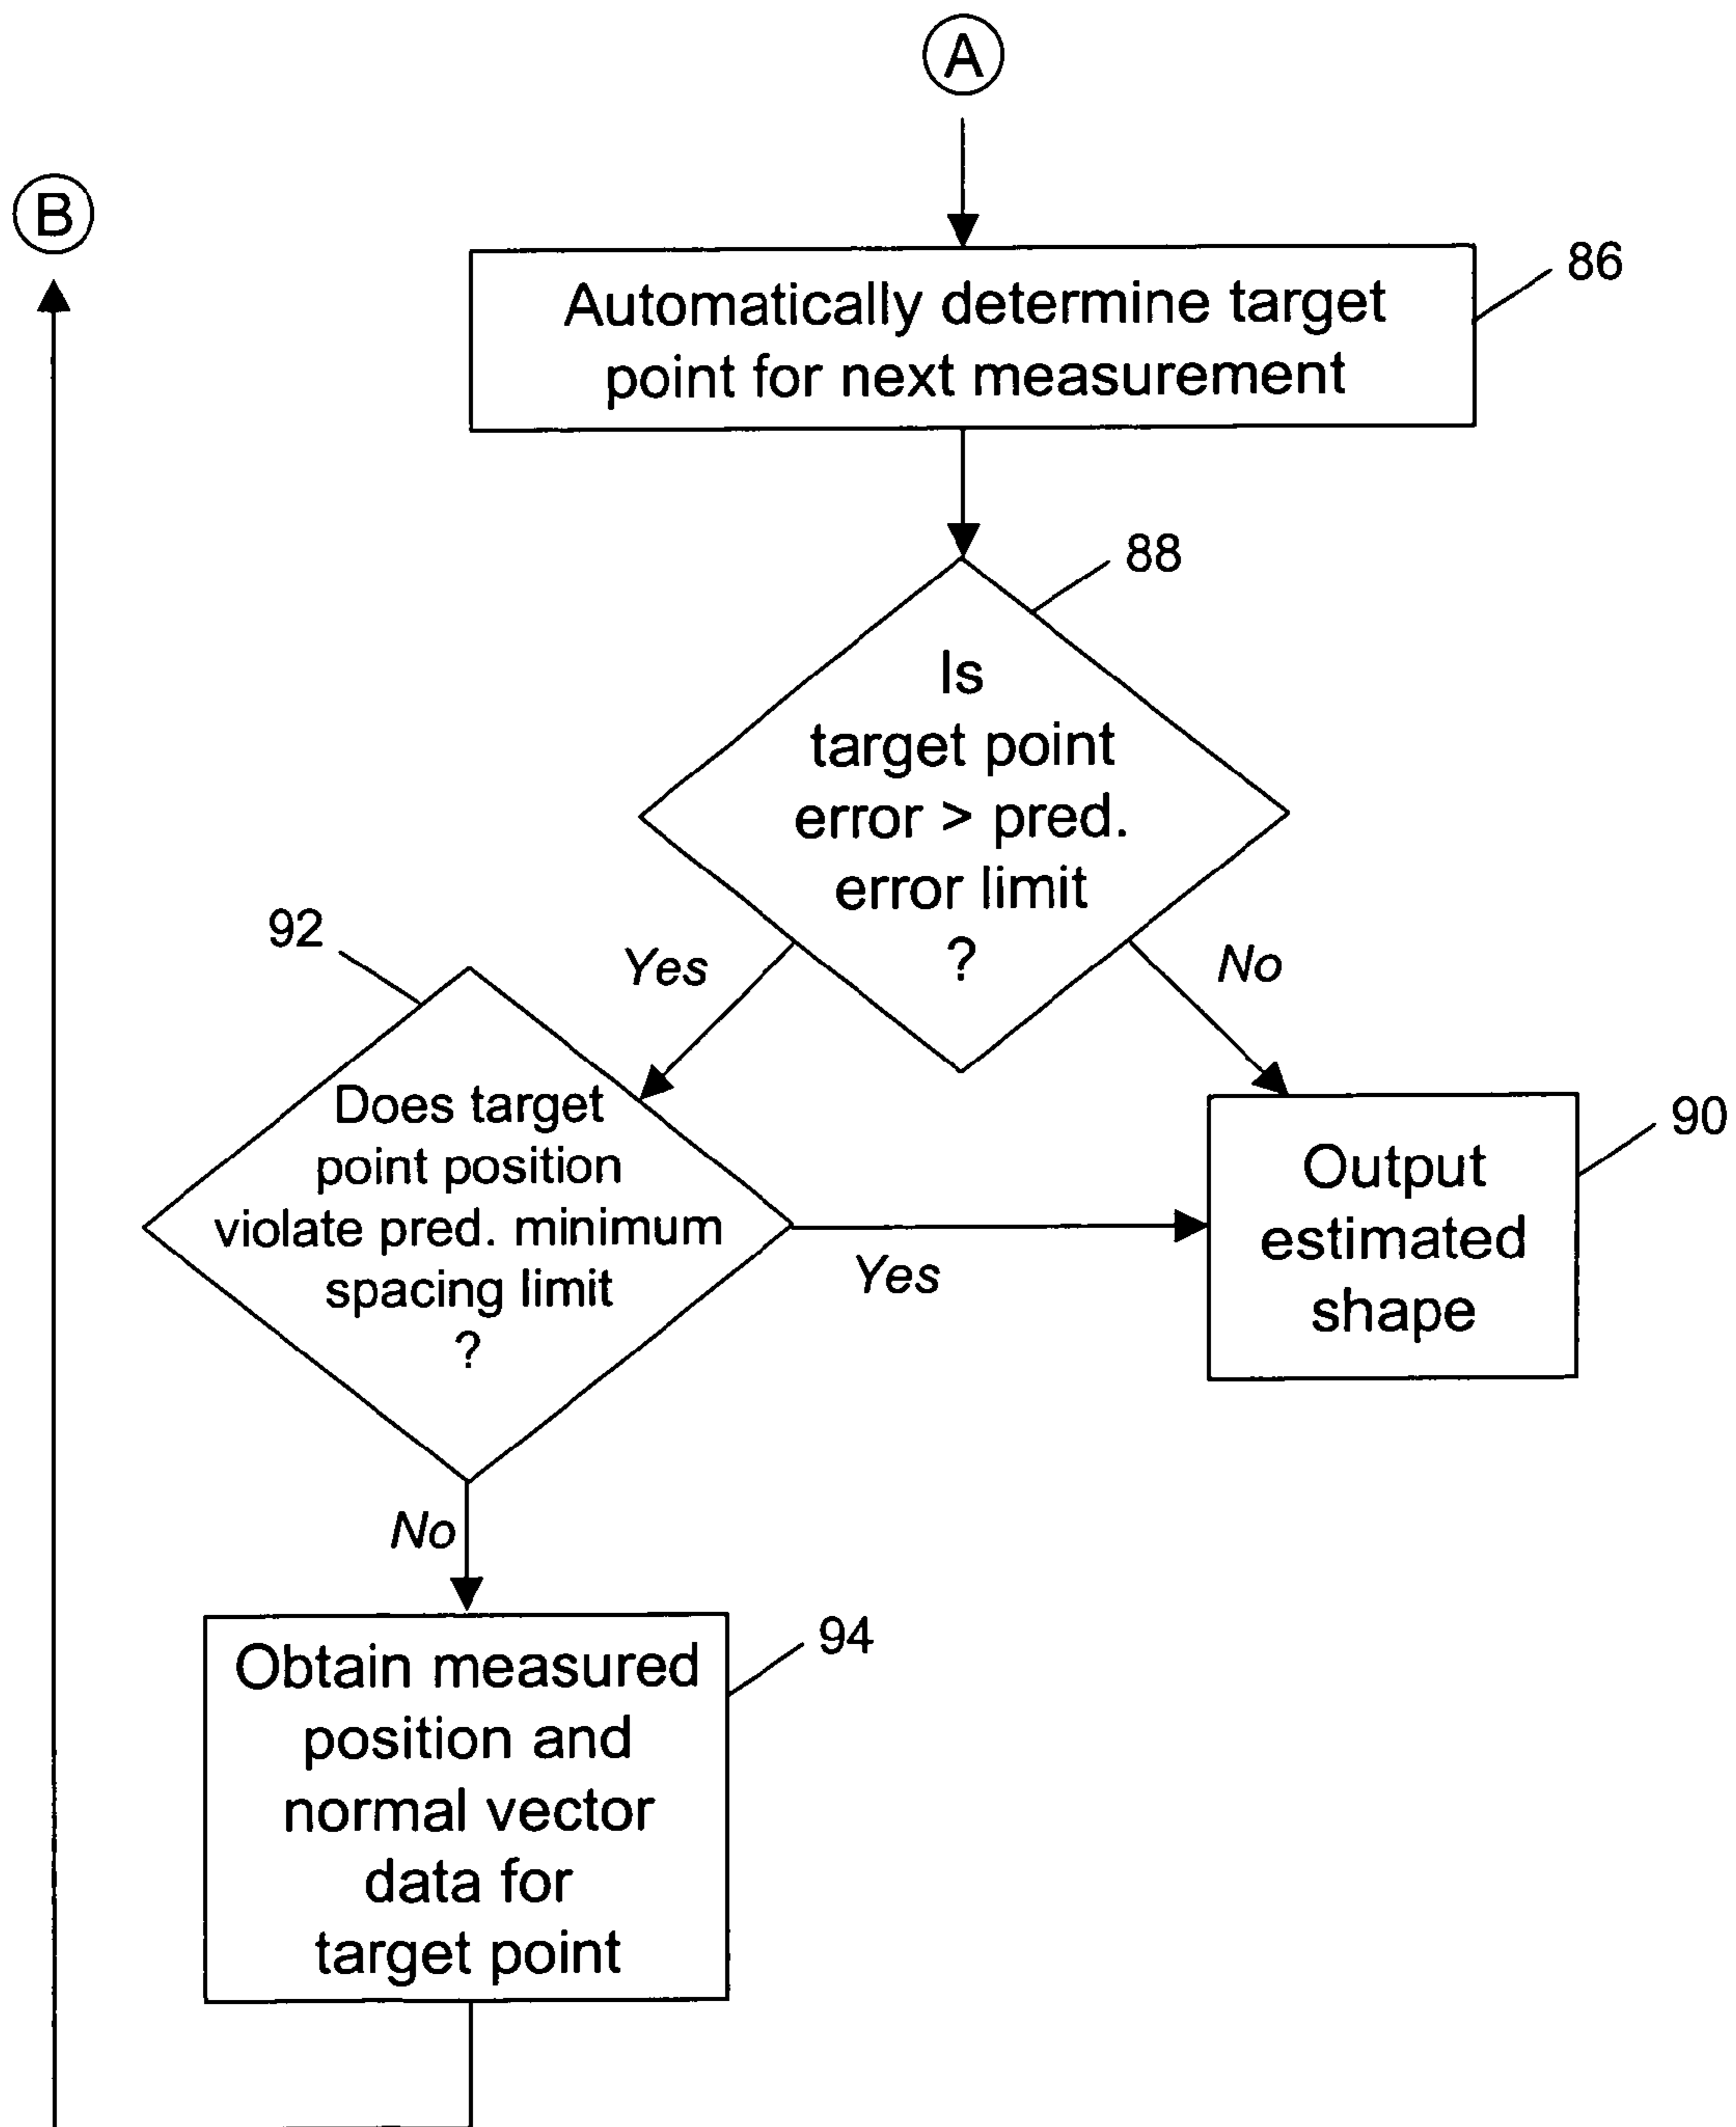 A
B
86
Automatically determine target
point for next measurement
88
Is
target point
error > pred.
error limit
?
92
Yes
No
Does target
point position
violate pred. minimum
spacing limit
?
Yes
90
Output
estimated
shape
No
94
Obtain measured
position and
normal vector
data for
target point